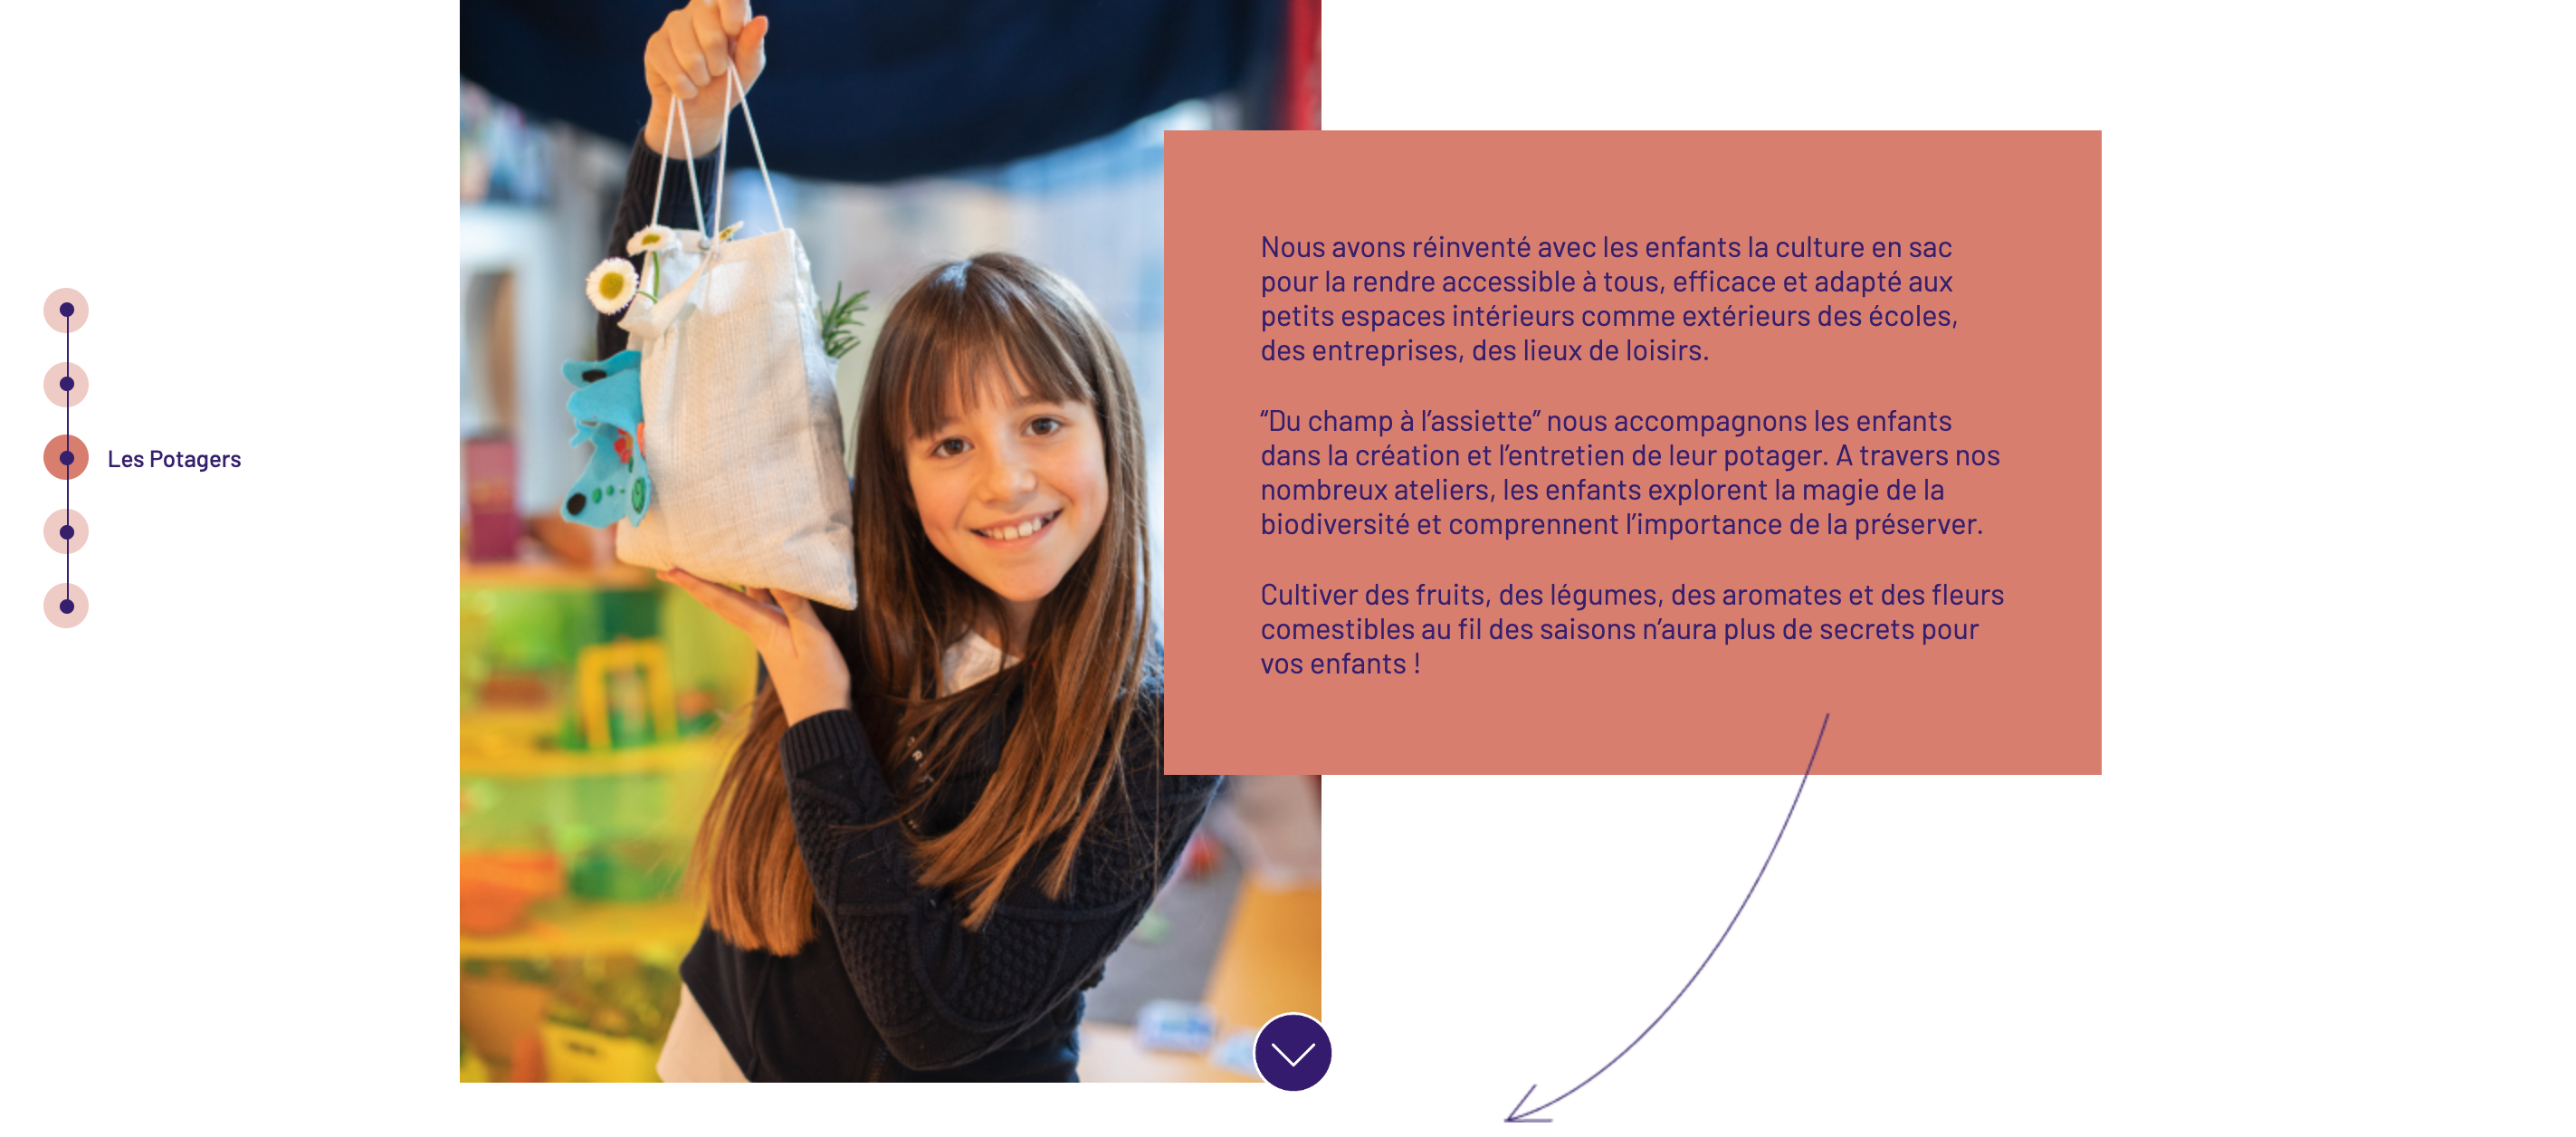 Les Potagers
Nous avons réinventé avec les enfants la culture en sac
pour la rendre accessible à tous, efficace et adapté aux
petits espaces intérieurs comme extérieurs des écoles,
des entreprises, des lieux de loisirs.
“Du champ à l’assiette” nous accompagnons les enfants
dans la création et l’entretien de leur potager. A travers nos
nombreux ateliers, les enfants explorent la magie de la
biodiversité et comprennent l’importance de la préserver.
Cultiver des fruits, des légumes, des aromates et des fleurs
comestibles au fil des saisons n’aura plus de secrets pour
vos enfants !